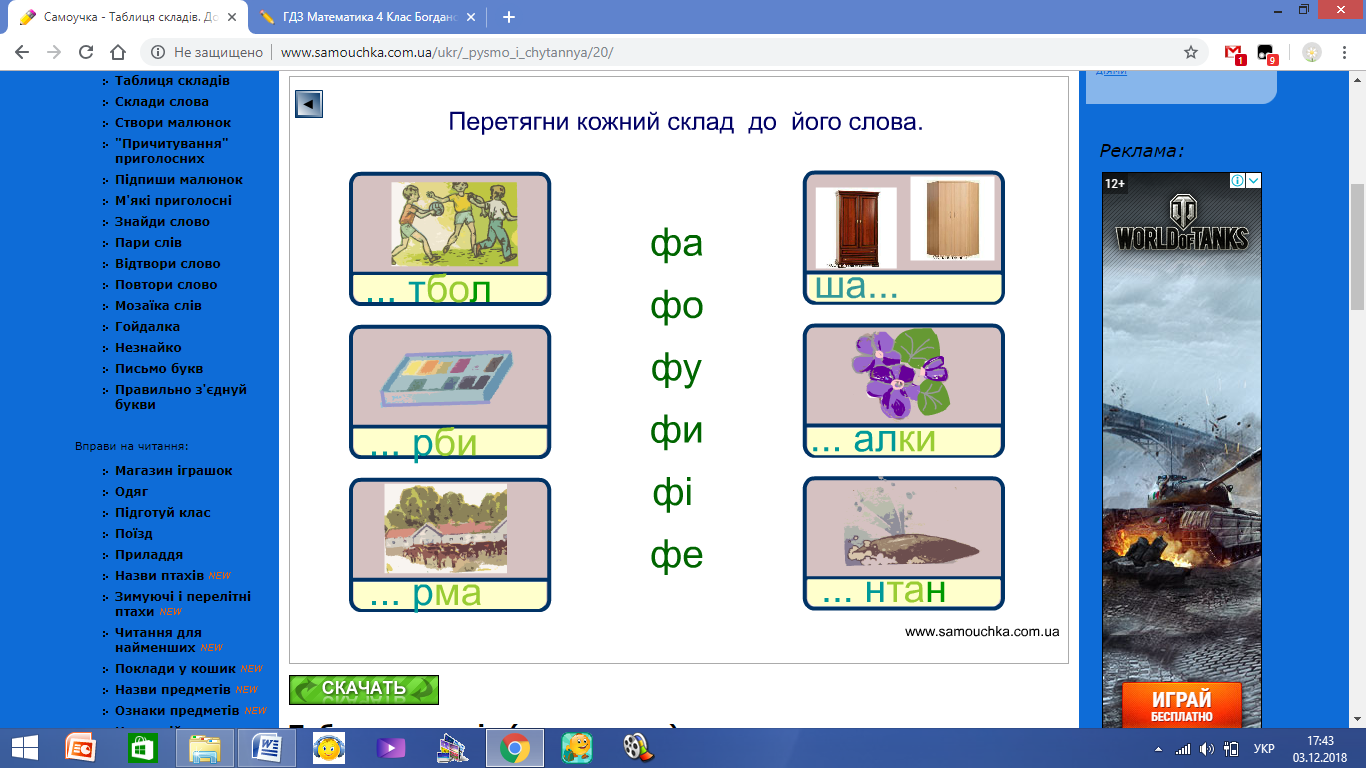 Самоучка - Таблиця складів. До
ГДЗ Математика 4 Клас Богдано
Не защищено
www.samouchka.com.ua/ukr/_pysmo_i_chytannya/20/
1
9
Таблиця складів
Склади слова
Створи малюнок
"Причитування"
приголосних
Підпиши малюнок
М'які приголосні
Знайди слово
Пари слів
Відтвори слово
Повтори слово
Мозаїка слів
Гойдалка
Незнайко
Письмо букв
Правильно з'єднуй
букви
Вправи на читання:
Магазин іграшок
Одяг
Підготуй клас
Поїзд
Приладдя
Назви птахів NEW
Зимуючі і перелітні
птахи NEW
Читання для
найменших NEW
Поклади у кошик NEW
Назви предметів NEW
Ознаки предметів NEW
Перетягни кожний склад до його слова.
... тбол
... рби
... рма
фа
фо
фу
фи
фі
фе
ша...
... алки
... нтан
www.samouchka.com.ua
СКАЧАТЬ
Реклама:
12+
WORLD OF TANKS
ИГРАЙ
БЕСПЛАТНО
УКР
17:43
03.12.2018